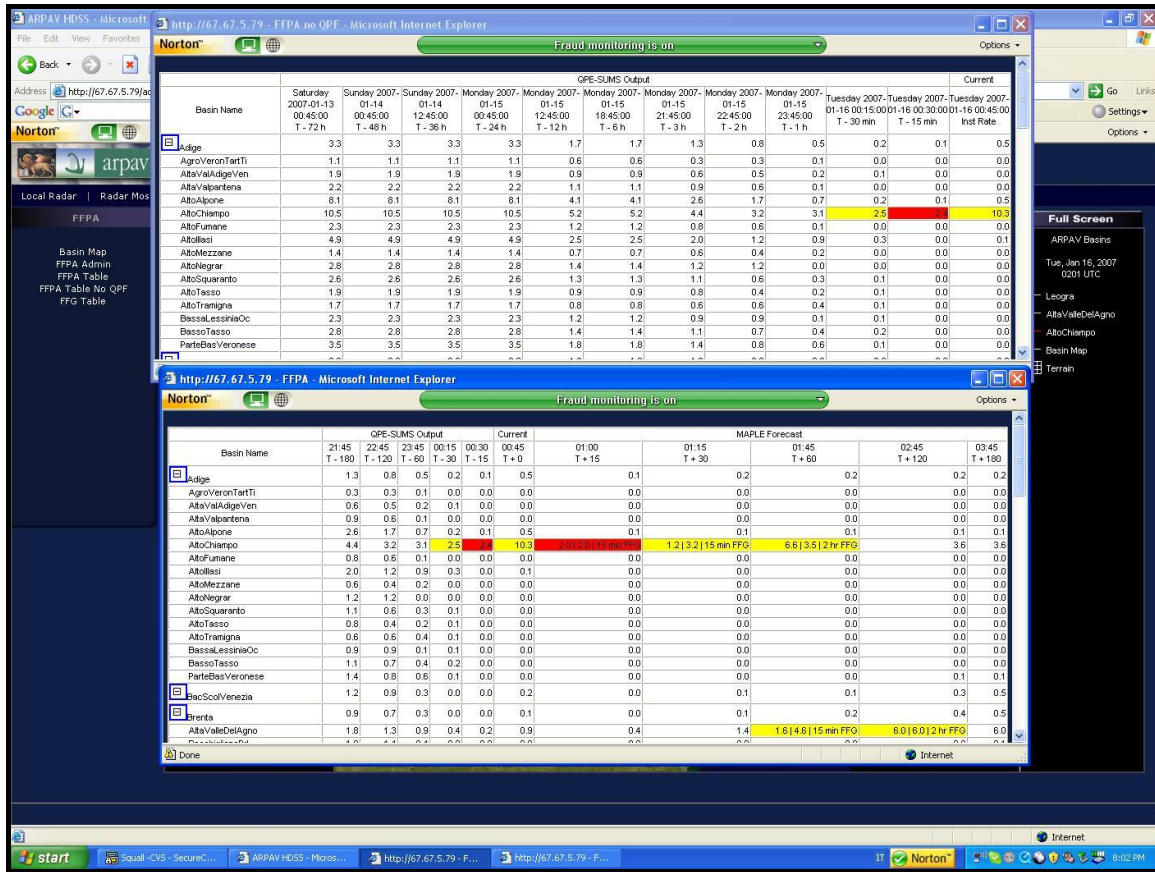 ARPAV HDSS - Microsoft
http://67.67.5.79 - FFPA no QPF - Microsoft Internet Explorer
File Edit View Favorites
Norton™ Fraud monitoring is on Options
Back
Address http://67.67.5.79/ac Go Links
Google Settings
Norton™ Options
arpav
Local Radar | Radar Mos
FFPA
Basin Map
FFPA Admin
FFPA Table
FFPA Table No QPF
FFG Table
QPE-SUMS Output Current
Basin Name Saturday 2007-01-13 00:45:00 T - 72 h Sunday 2007-01-14 00:45:00 T - 48 h Sunday 2007-01-14 12:45:00 T - 36 h Monday 2007-01-15 00:45:00 T - 24 h Monday 2007-01-15 12:45:00 T - 12 h Monday 2007-01-15 18:45:00 T - 6 h Monday 2007-01-15 21:45:00 T - 3 h Monday 2007-01-15 22:45:00 T - 2 h Monday 2007-01-15 23:45:00 T - 1 h Tuesday 2007-01-16 00:15:00 T - 30 min Tuesday 2007-01-16 00:30:00 T - 15 min Tuesday 2007-01-16 00:45:00 Inst Rate
Adige 3.3 3.3 3.3 3.3 1.7 1.7 1.3 0.8 0.5 0.2 0.1 0.5
AgroVeronTartTi 1.1 1.1 1.1 1.1 0.6 0.6 0.3 0.3 0.1 0.0 0.0 0.0
AltaValAdigeVen 1.9 1.9 1.9 1.9 0.9 0.9 0.6 0.5 0.2 0.1 0.0 0.0
AltaValpantena 2.2 2.2 2.2 2.2 1.1 1.1 0.9 0.6 0.1 0.0 0.0 0.0
AltoAlpone 8.1 8.1 8.1 8.1 4.1 4.1 2.6 1.7 0.7 0.2 0.1 0.5
AltoChiampo 10.5 10.5 10.5 10.5 5.2 5.2 4.4 3.2 3.1 2.5 2.4 10.3
AltoFumane 2.3 2.3 2.3 2.3 1.2 1.2 0.8 0.6 0.1 0.0 0.0 0.0
AltoIllasi 4.9 4.9 4.9 4.9 2.5 2.5 2.0 1.2 0.9 0.3 0.0 0.1
AltoMezzane 1.4 1.4 1.4 1.4 0.7 0.7 0.6 0.4 0.2 0.0 0.0 0.0
AltoNegrar 2.8 2.8 2.8 2.8 1.4 1.4 1.2 1.2 0.0 0.0 0.0 0.0
AltoSquaranto 2.6 2.6 2.6 2.6 1.3 1.3 1.1 0.6 0.3 0.1 0.0 0.0
AltoTasso 1.9 1.9 1.9 1.9 0.9 0.9 0.8 0.4 0.2 0.1 0.0 0.0
AltoTramigna 1.7 1.7 1.7 1.7 0.8 0.8 0.6 0.6 0.4 0.1 0.0 0.0
BassaLessiniaOc 2.3 2.3 2.3 2.3 1.2 1.2 0.9 0.9 0.1 0.1 0.0 0.0
BassoTasso 2.8 2.8 2.8 2.8 1.4 1.4 1.1 0.7 0.4 0.2 0.0 0.0
ParteBasVeronese 3.5 3.5 3.5 3.5 1.8 1.8 1.4 0.8 0.6 0.1 0.0 0.0
Full Screen
ARPAV Basins
Tue, Jan 16, 2007
0201 UTC
Leogra
AltaValleDelAgno
AltoChiampo
Basin Map
Terrain
http://67.67.5.79 - FFPA - Microsoft Internet Explorer
Norton™ Fraud monitoring is on Options
QPE-SUMS Output Current MAPLE Forecast
Basin Name 21:45 T - 180 22:45 T - 120 23:45 T - 60 00:15 T - 30 00:30 T - 15 00:45 T + 0 01:00 T + 15 01:15 T + 30 01:45 T + 60 02:45 T + 120 03:45 T + 180
Adige 1.3 0.8 0.5 0.2 0.1 0.5 0.1 0.2 0.2 0.2 0.2
AgroVeronTartTi 0.3 0.3 0.1 0.0 0.0 0.0 0.0 0.0 0.0 0.0 0.0
AltaValAdigeVen 0.6 0.5 0.2 0.1 0.0 0.0 0.0 0.0 0.0 0.0 0.0
AltaValpantena 0.9 0.6 0.1 0.0 0.0 0.0 0.0 0.0 0.0 0.0 0.0
AltoAlpone 2.6 1.7 0.7 0.2 0.1 0.5 0.1 0.1 0.1 0.1 0.1
AltoChiampo 4.4 3.2 3.1 2.5 2.4 10.3 2.0 | 2.0 | 15 min FFG 1.2 | 3.2 | 15 min FFG 6.6 | 3.5 | 2 hr FFG 3.6 3.6
AltoFumane 0.8 0.6 0.1 0.0 0.0 0.0 0.0 0.0 0.0 0.0 0.0
AltoIllasi 2.0 1.2 0.9 0.3 0.0 0.1 0.0 0.0 0.0 0.0 0.0
AltoMezzane 0.6 0.4 0.2 0.0 0.0 0.0 0.0 0.0 0.0 0.0 0.0
AltoNegrar 1.2 1.2 0.0 0.0 0.0 0.0 0.0 0.0 0.0 0.0 0.0
AltoSquaranto 1.1 0.6 0.3 0.1 0.0 0.0 0.0 0.0 0.0 0.0 0.0
AltoTasso 0.8 0.4 0.2 0.1 0.0 0.0 0.0 0.0 0.0 0.0 0.0
AltoTramigna 0.6 0.6 0.4 0.1 0.0 0.0 0.0 0.0 0.0 0.0 0.0
BassaLessiniaOc 0.9 0.9 0.1 0.1 0.0 0.0 0.0 0.0 0.0 0.0 0.0
BassoTasso 1.1 0.7 0.4 0.2 0.0 0.0 0.0 0.0 0.0 0.0 0.0
ParteBasVeronese 1.4 0.8 0.6 0.1 0.0 0.0 0.0 0.0 0.0 0.1 0.1
BacScolVenezia 1.2 0.9 0.3 0.0 0.0 0.2 0.0 0.1 0.1 0.3 0.5
Brenta 0.9 0.7 0.3 0.0 0.0 0.1 0.0 0.1 0.2 0.4 0.5
AltaValleDelAgno 1.8 1.3 0.9 0.4 0.2 0.9 0.4 1.4 1.6 | 4.6 | 15 min FFG 6.0 | 6.0 | 2 hr FFG 6.0
Done Internet
Internet
start Squall -CVS - SecureC... ARPAV HDSS - Micros... http://67.67.5.79 - F... http://67.67.5.79 - F... IT Norton™ 8:02 PM